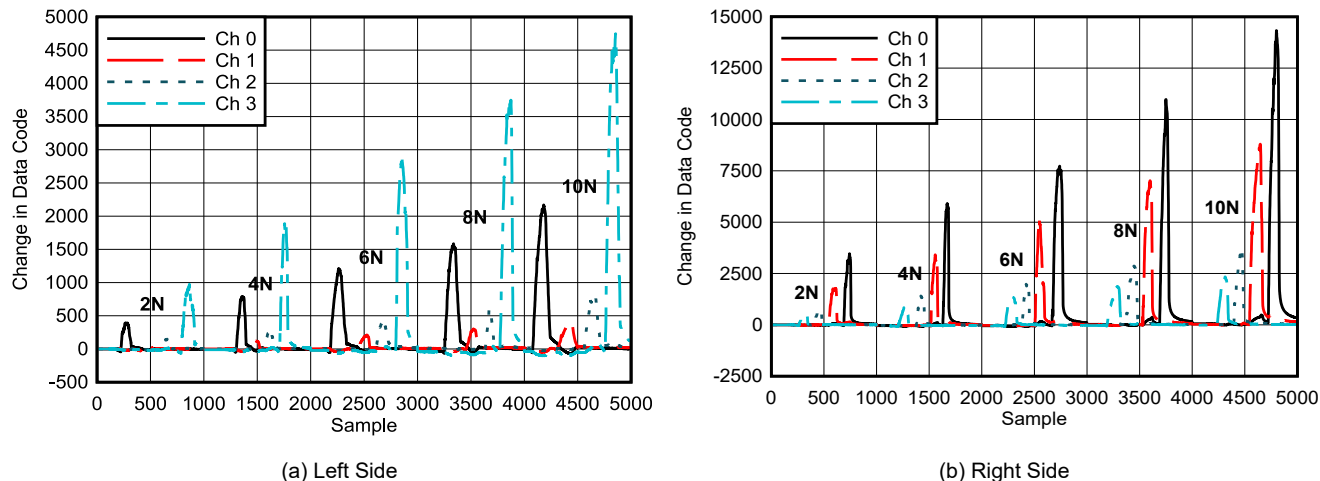 5000
4500
4000
3500
3000
2500
2000
1500
1000
500
0
-500
Change in Data Code
Ch 0
Ch 1
Ch 2
Ch 3
2N
4N
6N
8N
10N
0 500 1000 1500 2000 2500 3000 3500 4000 4500 5000
Sample
(a) Left Side
15000
12500
10000
7500
5000
2500
0
-2500
Change in Data Code
Ch 0
Ch 1
Ch 2
Ch 3
2N
4N
6N
8N
10N
0 500 1000 1500 2000 2500 3000 3500 4000 4500 5000
Sample
(b) Right Side